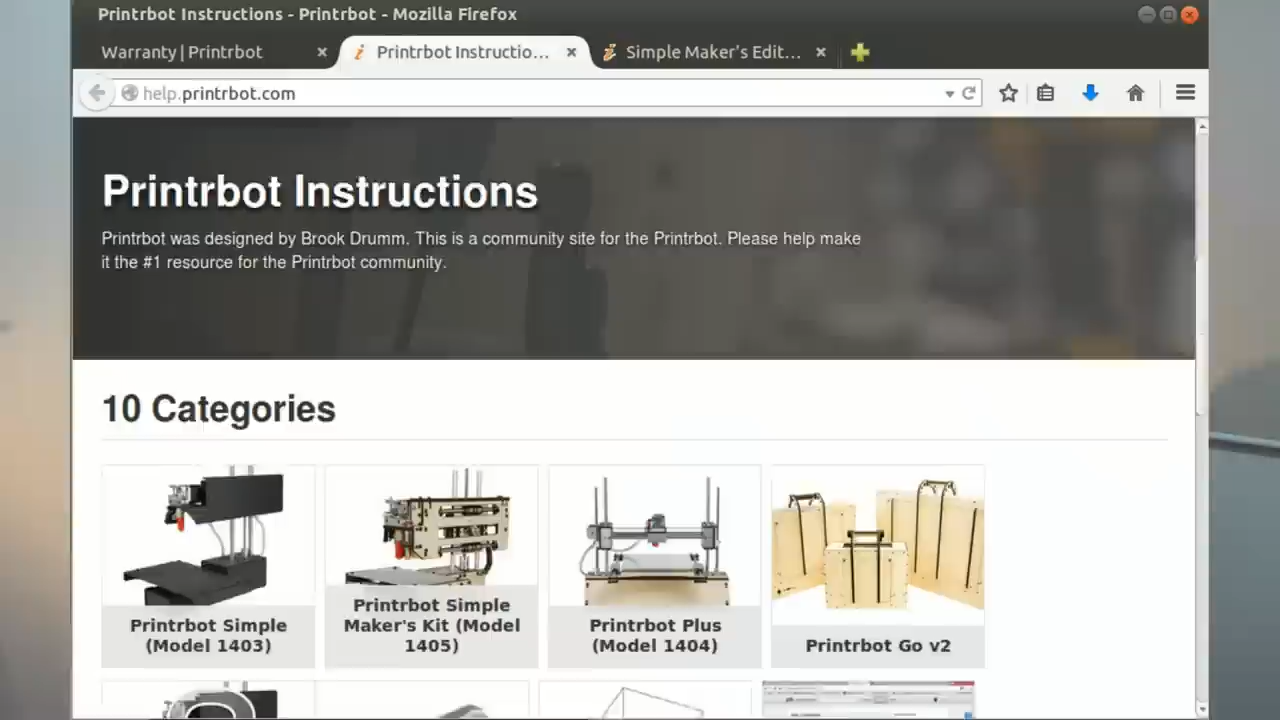 Printrbot Instructions - Printrbot - Mozilla Firefox
Warranty | Printrbot
Printrbot Instructio...
Simple Maker's Edit...
help.printrbot.com
Printrbot Instructions
Printrbot was designed by Brook Drumm. This is a community site for the Printrbot. Please help make
it the #1 resource for the Printrbot community.
10 Categories
Printrbot Simple
(Model 1403)
Printrbot Simple
Maker's Kit (Model
1405)
Printrbot Plus
(Model 1404)
Printrbot Go v2